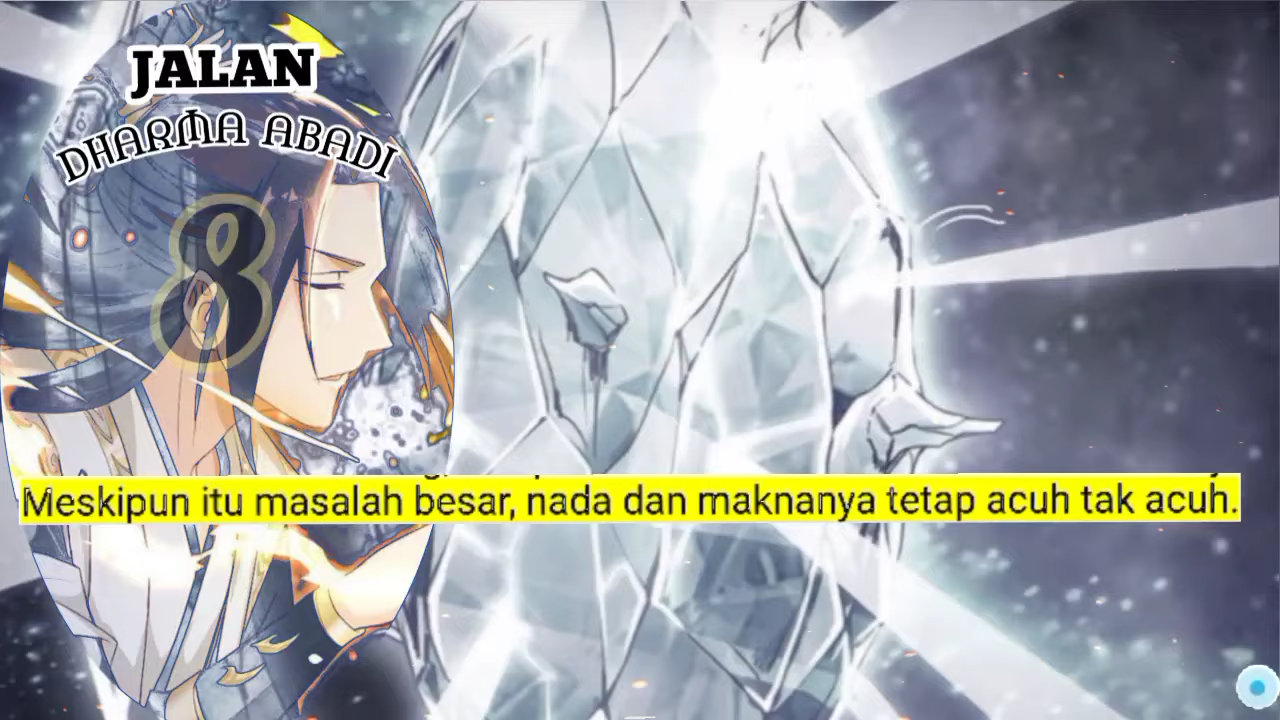 JALAN
DHARMA ABADI
8
Meskipun itu masalah besar, nada dan maknanya tetap acuh tak acuh.